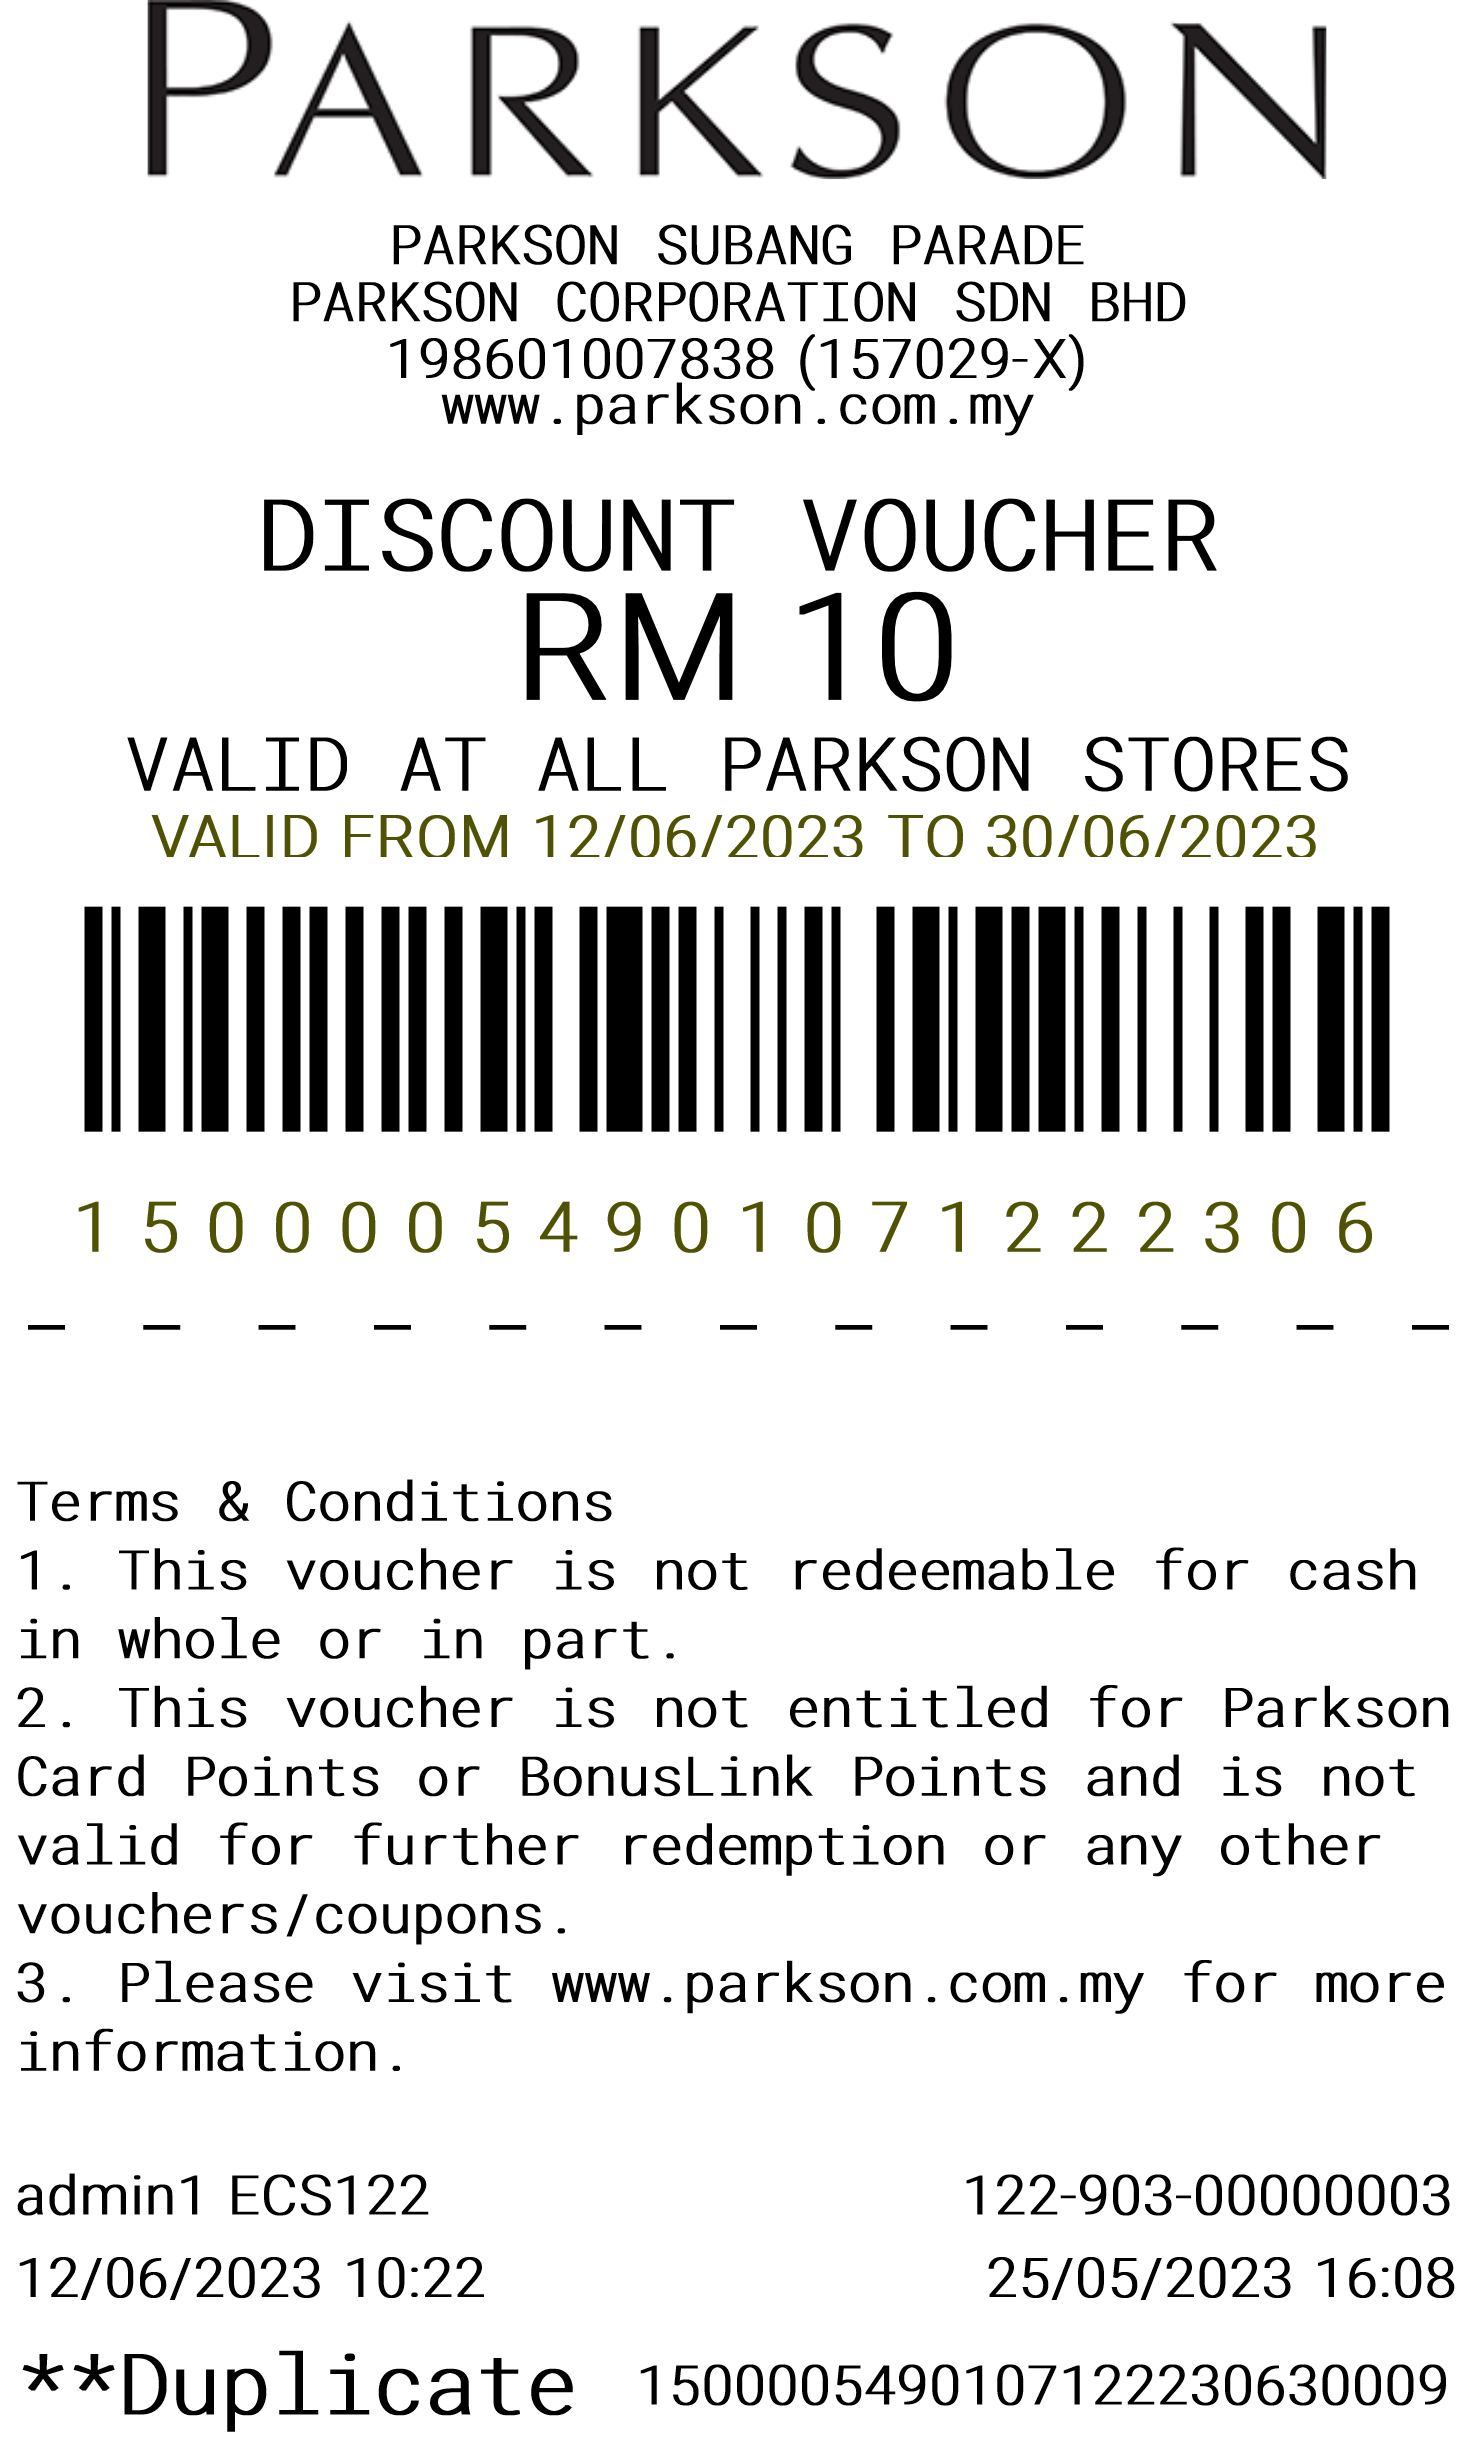 PARKSON
PARKSON SUBANG PARADE
PARKSON CORPORATION SDN BHD
198601007838 (157029-X)
www.parkson.com.my
DISCOUNT VOUCHER
RM 10
VALID AT ALL PARKSON STORES
VALID FROM 12/06/2023 TO 30/06/2023
1 5 0 0 0 0 5 4 9 0 1 0 7 1 2 2 2 3 0 6
- - - - - - - - - - - - -
Terms & Conditions
1. This voucher is not redeemable for cash
in whole or in part.
2. This voucher is not entitled for Parkson
Card Points or BonusLink Points and is not
valid for further redemption or any other
vouchers/coupons.
3. Please visit www.parkson.com.my for more
information.
admin1 ECS122 122-903-00000003
12/06/2023 10:22 25/05/2023 16:08
**Duplicate 1500005490107122230630009